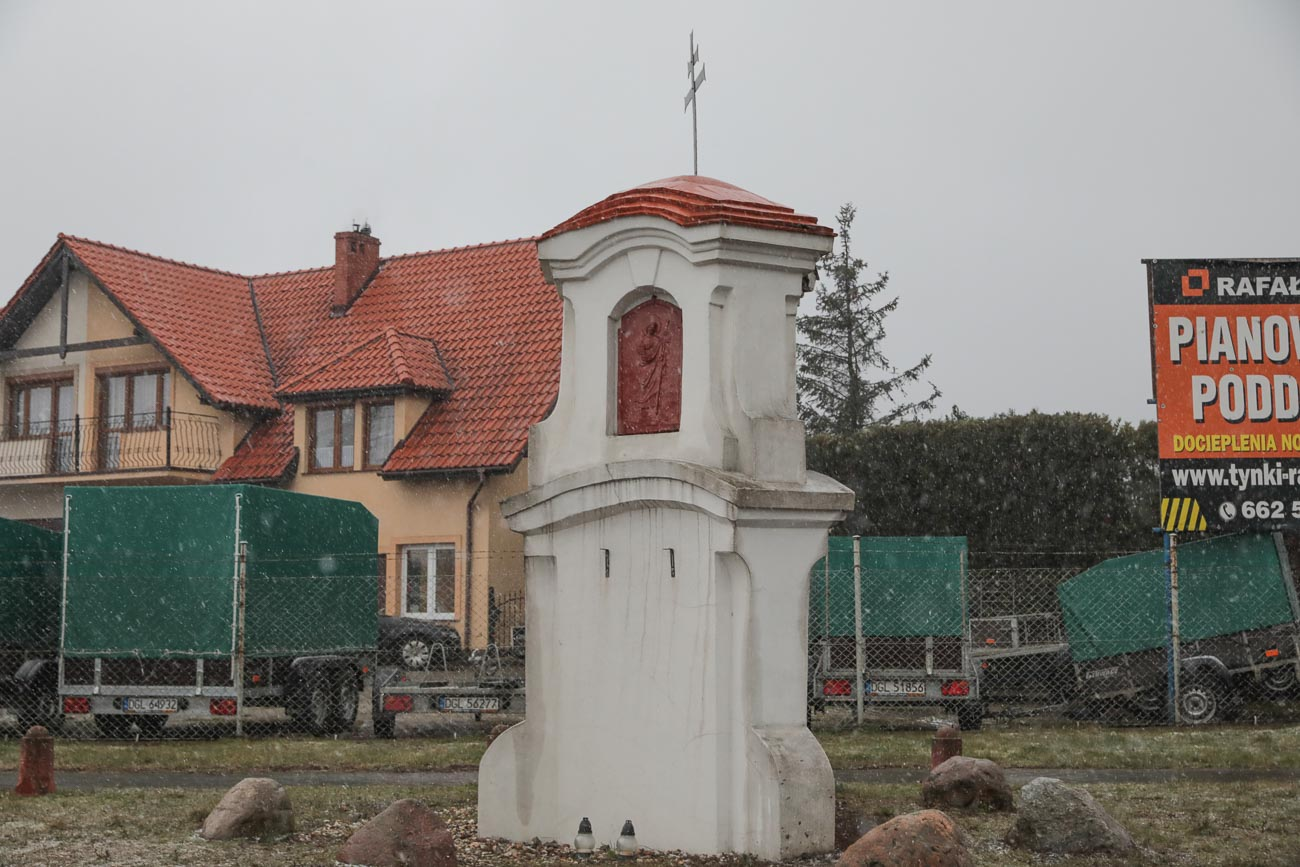 RAFAŁ
PIANOW
PODD
DOCIEPLENIA NO
www.tynki-ra
662 5
DGL 64932
DGL 56277
DGL 51856